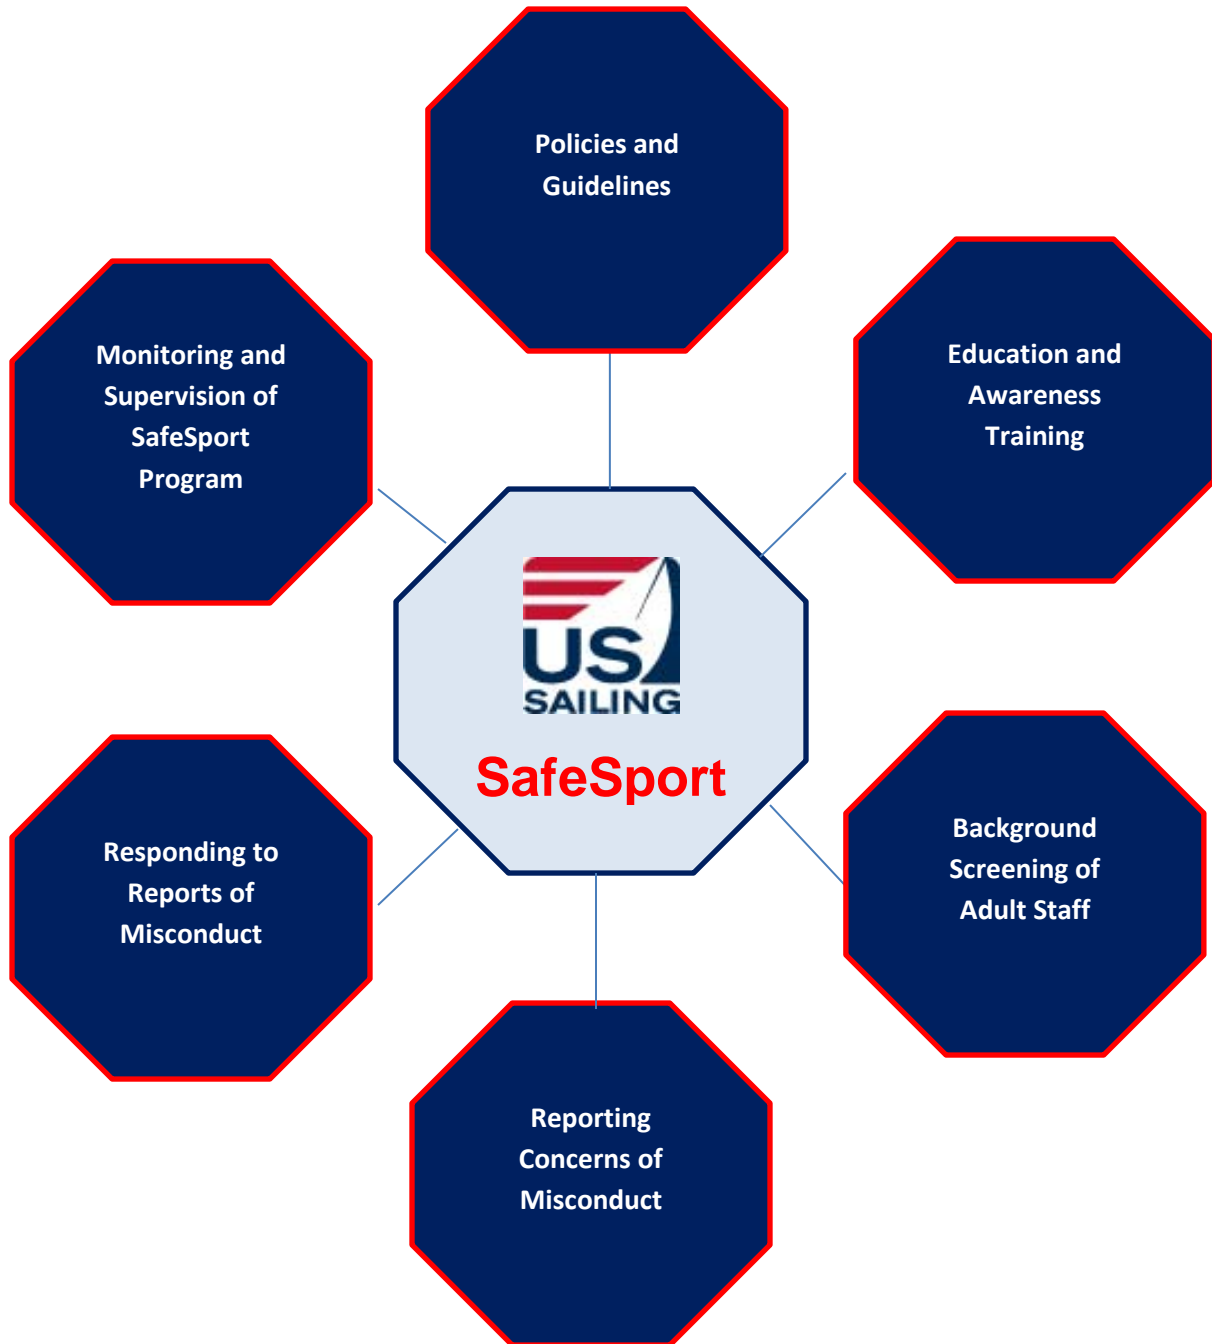 Policies and
Guidelines
Education and
Awareness
Training
Background
Screening of
Adult Staff
Reporting
Concerns of
Misconduct
Responding to
Reports of
Misconduct
Monitoring and
Supervision of
SafeSport
Program
US
SAILING
SafeSport